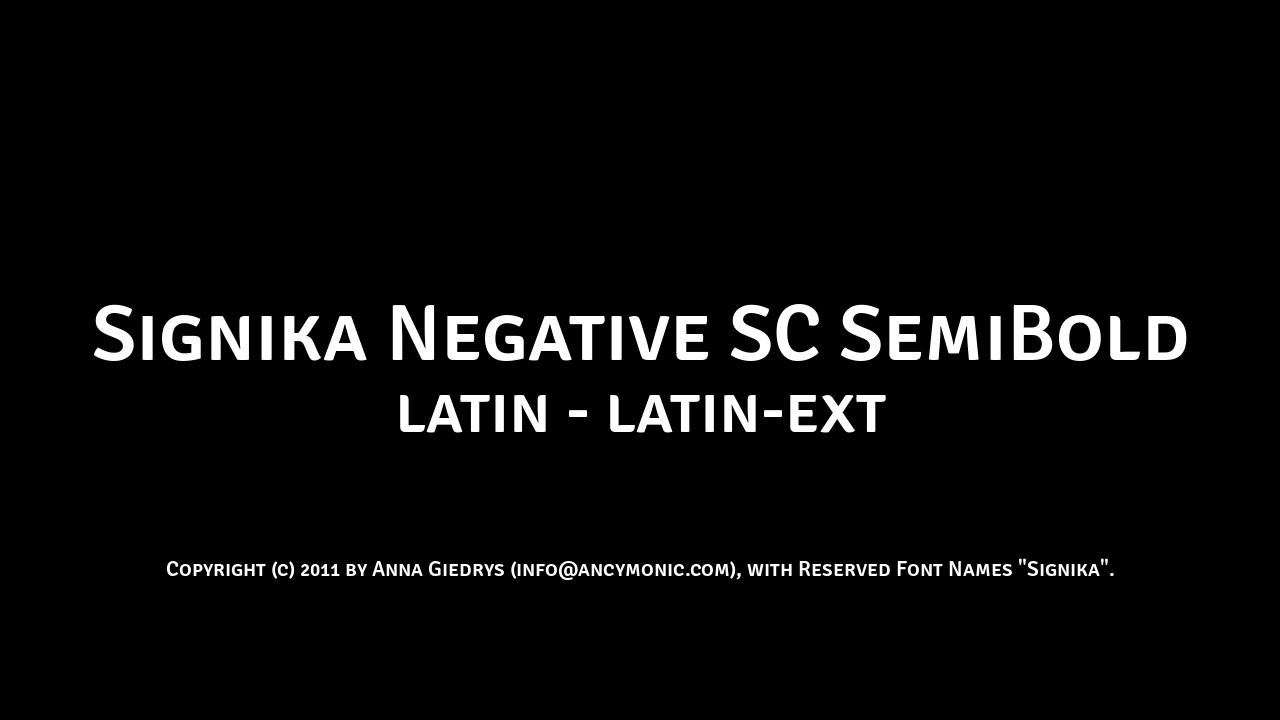 Signika Negative SC SemiBold
latin - latin-ext
Copyright (c) 2011 by Anna Giedrys (info@ancymonic.com), with Reserved Font Names "Signika".